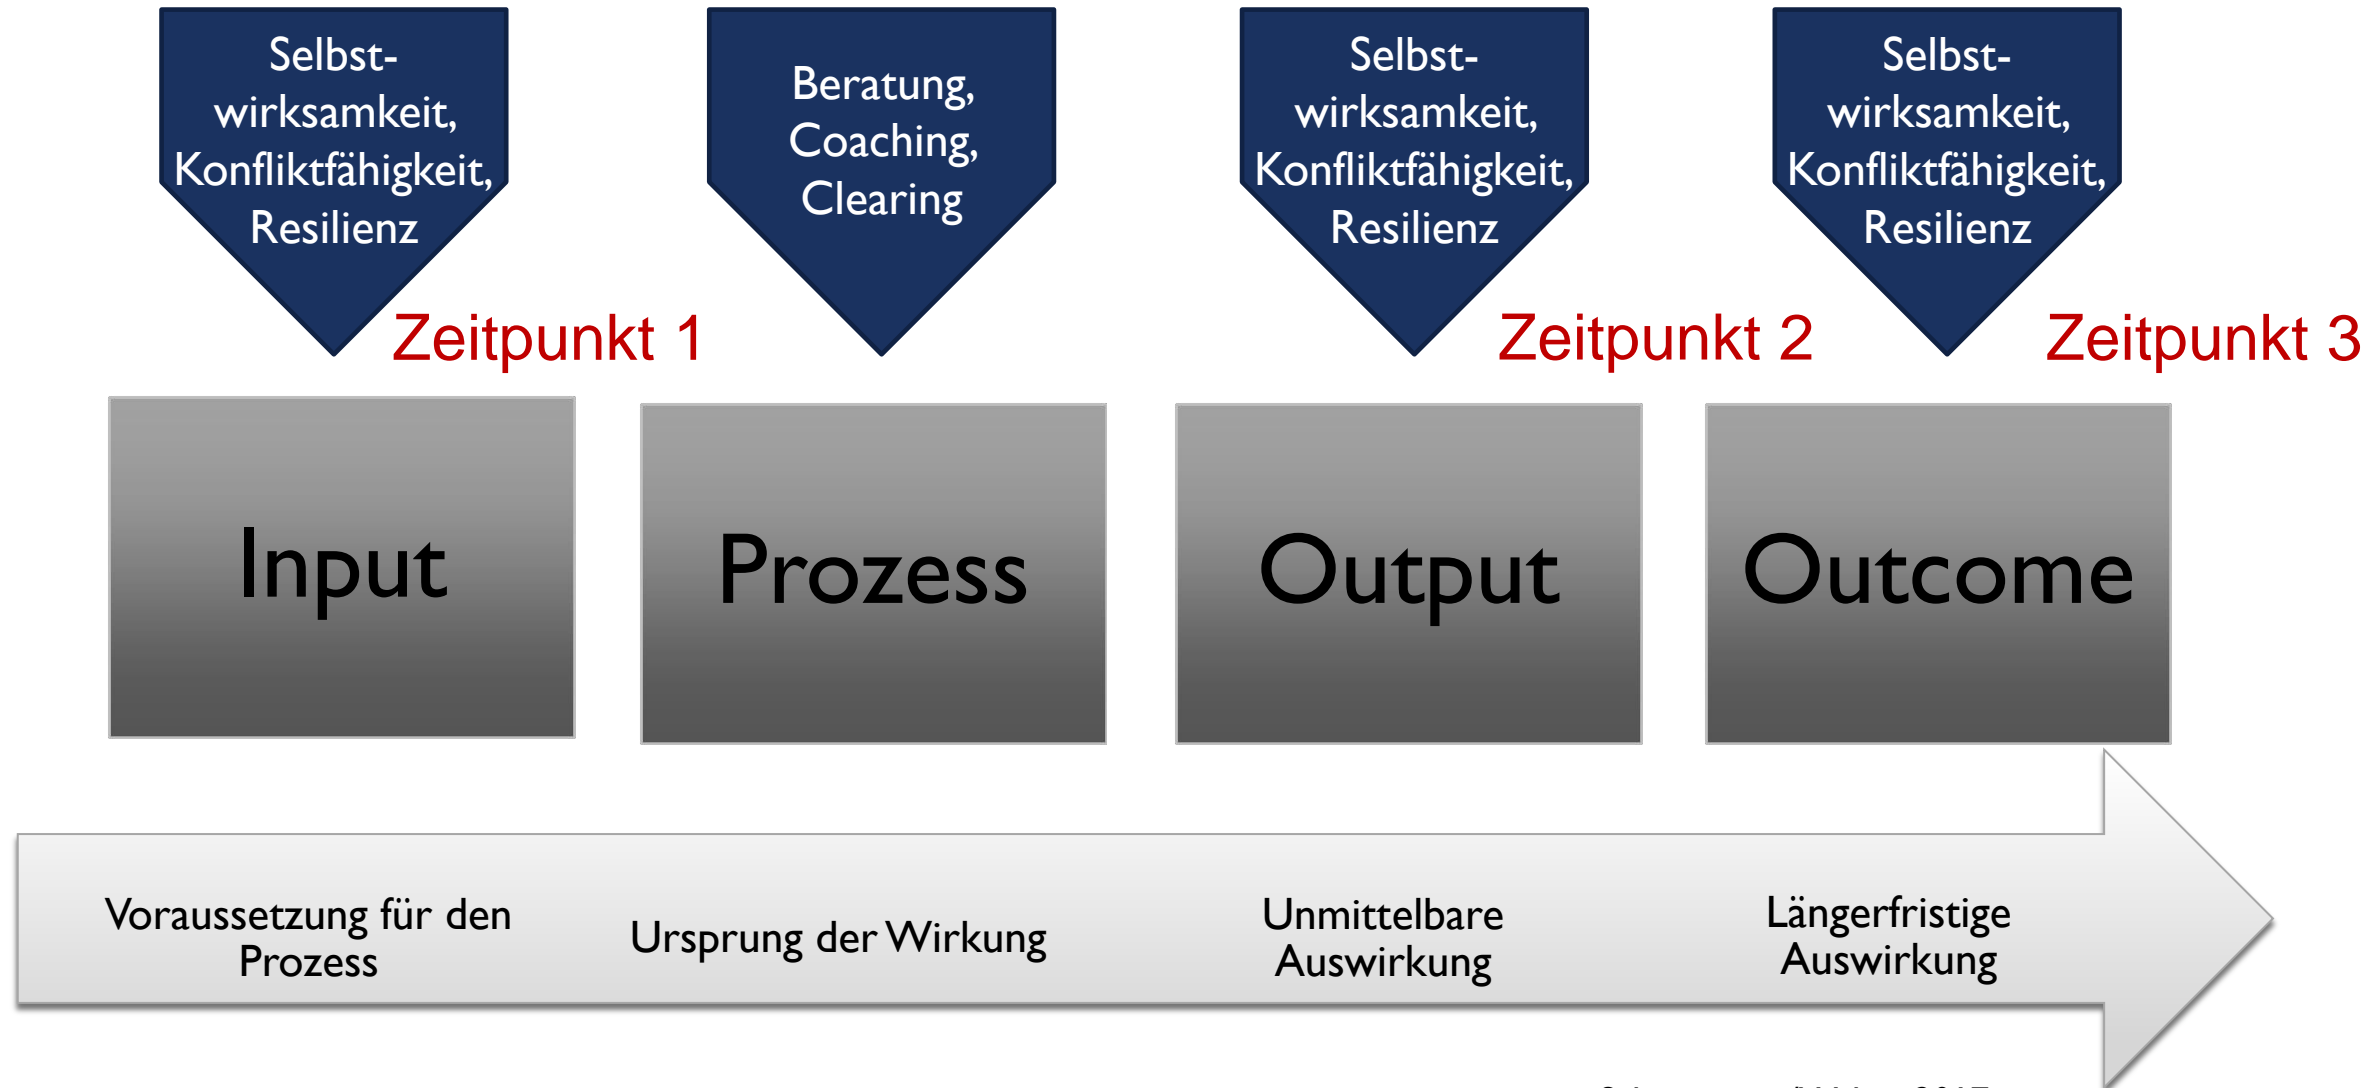 Selbst-
wirksamkeit,
Konfliktfähigkeit,
Resilienz
Beratung,
Coaching,
Clearing
Selbst-
wirksamkeit,
Konfliktfähigkeit,
Resilienz
Selbst-
wirksamkeit,
Konfliktfähigkeit,
Resilienz
Zeitpunkt 1
Zeitpunkt 2
Zeitpunkt 3
Input
Prozess
Output
Outcome
Voraussetzung für den
Prozess
Ursprung der Wirkung
Unmittelbare
Auswirkung
Längerfristige
Auswirkung